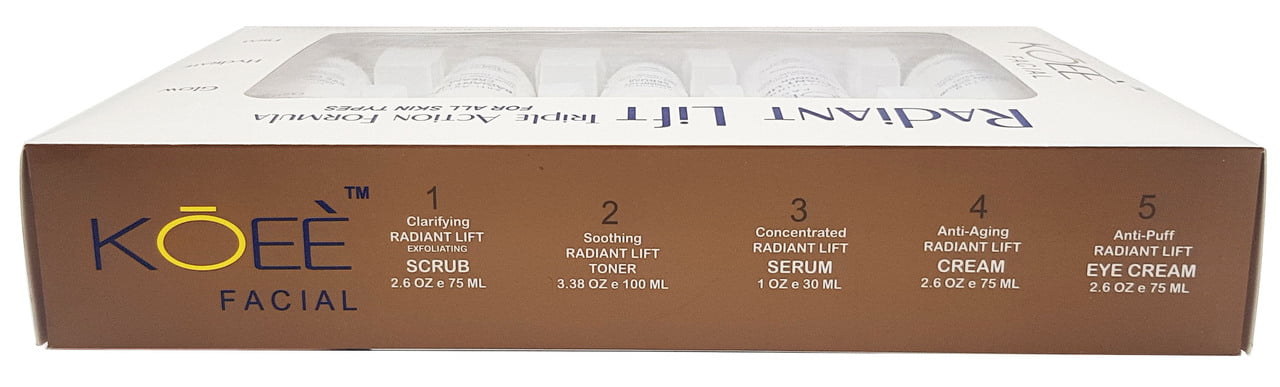 Firm
Hydrate
Glow
KŌEÈ
FACIAL
RADIANT LIFT TRIPLE ACTION FORMULA
FOR ALL SKIN TYPES
KŌEÈ™
FACIAL
1
Clarifying
RADIANT LIFT
EXFOLIATING
SCRUB
2.6 OZ e 75 ML
2
Soothing
RADIANT LIFT
TONER
3.38 OZ e 100 ML
3
Concentrated
RADIANT LIFT
SERUM
1 OZ e 30 ML
4
Anti-Aging
RADIANT LIFT
CREAM
2.6 OZ e 75 ML
5
Anti-Puff
RADIANT LIFT
EYE CREAM
2.6 OZ e 75 ML